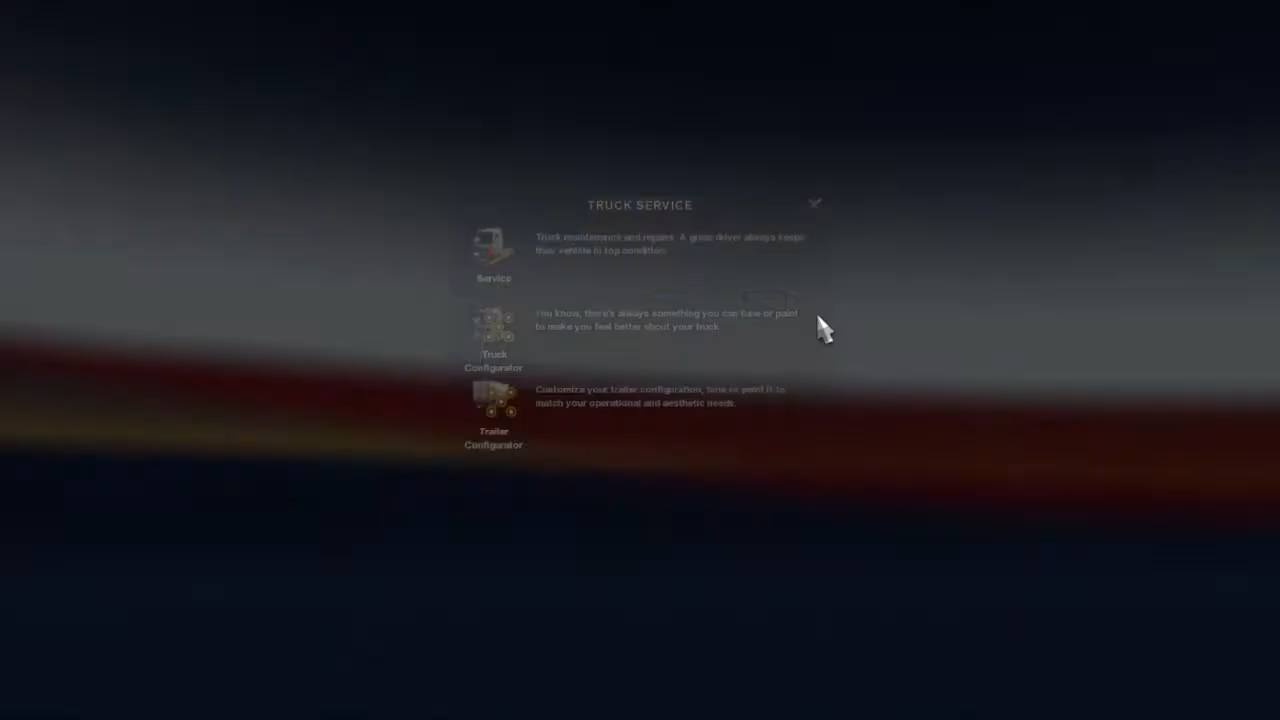 TRUCK SERVICE
Truck maintenance and repairs. A great driver always keeps
their vehicle in top condition.
Service
You know, there's always something you can tune or paint
to make you feel better about your truck.
Truck
Configurator
Customize your trailer configuration, tune or paint it to
match your operational and aesthetic needs.
Trailer
Configurator